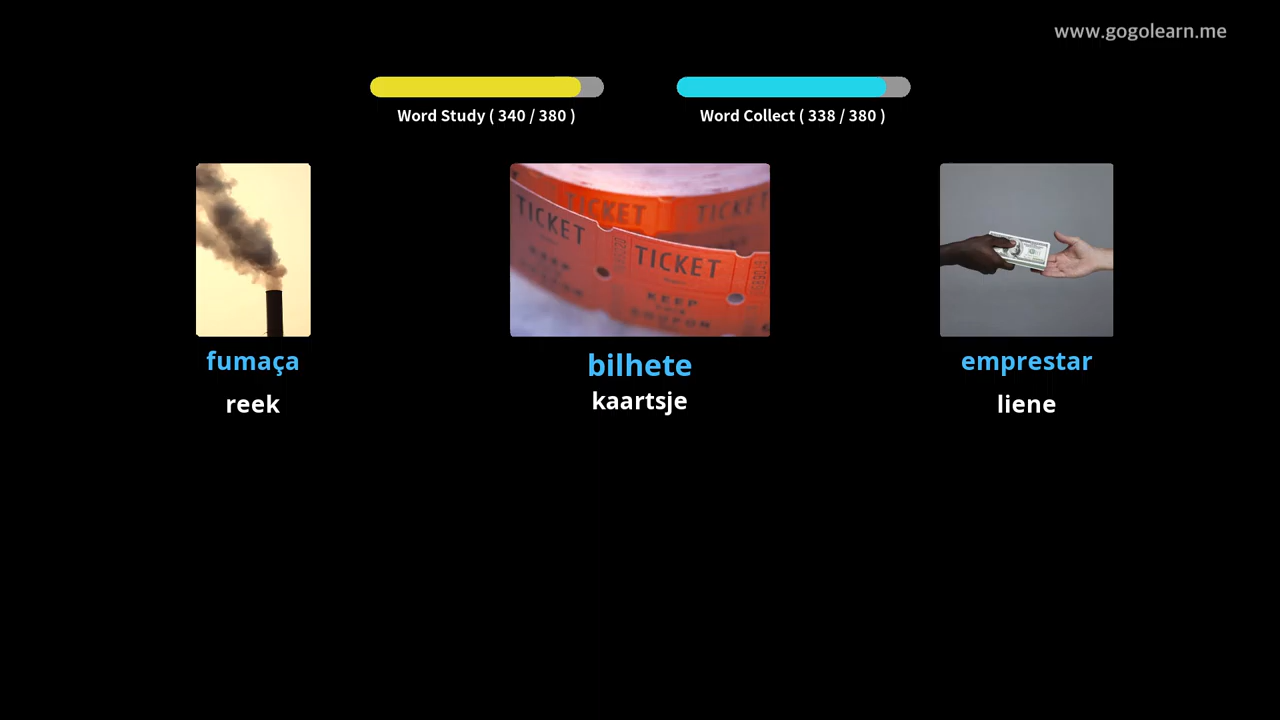 www.gogolearn.me
Word Study ( 340 / 380 )
Word Collect ( 338 / 380 )
TICKET
TICKET
TICKET
TICKET
KEEP
fumaça
bilhete
emprestar
reek
kaartsje
liene